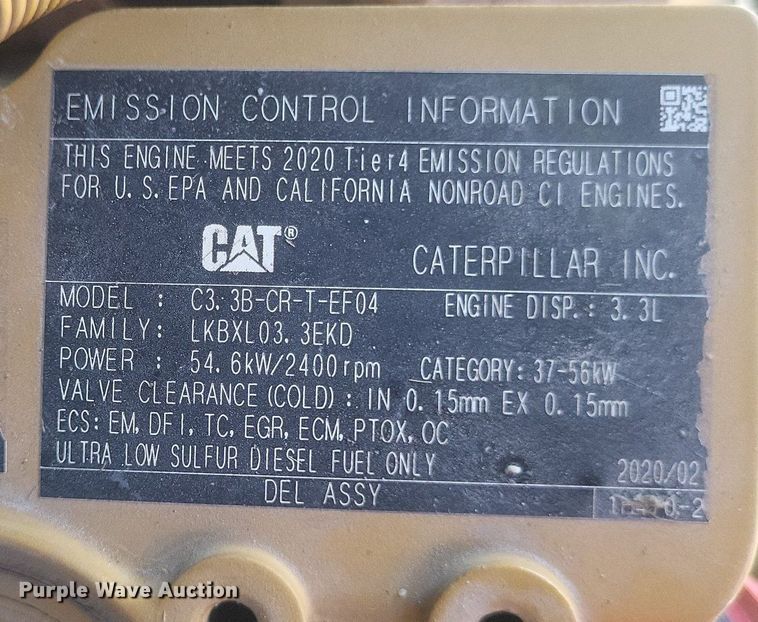 EMISSION CONTROL INFORMATION
THIS ENGINE MEETS 2020 Tier4 EMISSION REGULATIONS
FOR U.S.EPA AND CALIFORNIA NONROAD CI ENGINES.
CAT® CATERPILLAR INC.
MODEL : C3.3B-CR-T-EF04 ENGINE DISP.: 3.3L
FAMILY: LKBXL03.3EKD
POWER : 54.6kW/2400rpm CATEGORY: 37-56kW
VALVE CLEARANCE(COLD): IN 0.15mm EX 0.15mm
ECS: EM, DFI, TC, EGR, ECM, PTOX, OC
ULTRA LOW SULFUR DIESEL FUEL ONLY 2020/02
DEL ASSY
Purple Wave Auction